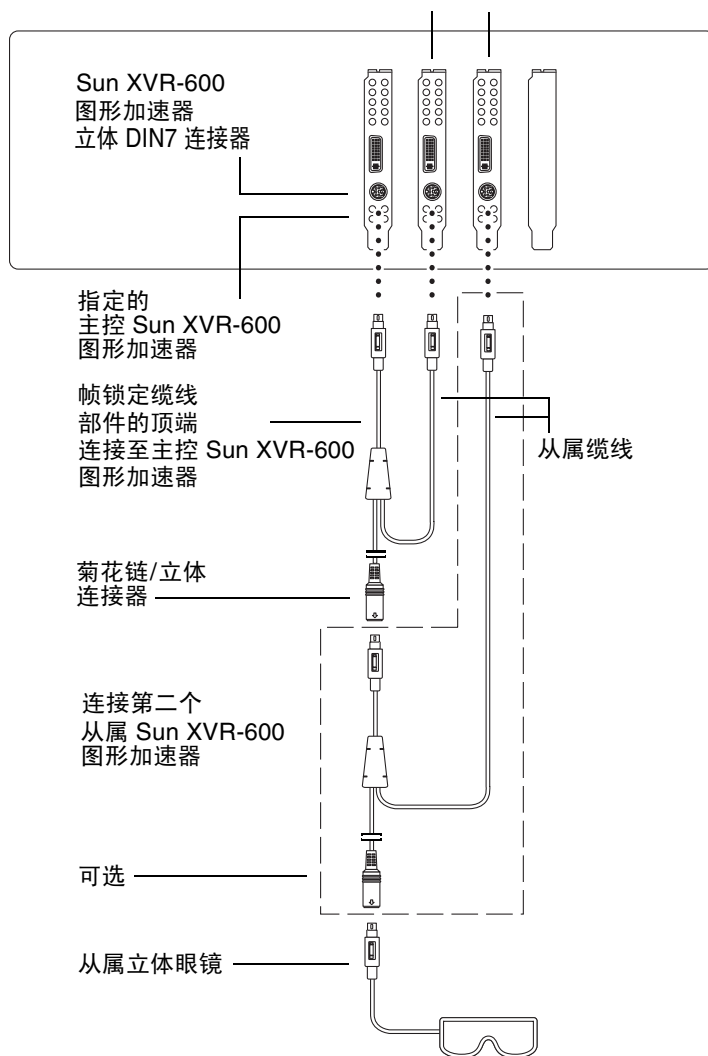 Sun XVR-600
图形加速器
立体 DIN7 连接器
指定的
主控 Sun XVR-600
图形加速器
帧锁定缆线
部件的顶端
连接至主控 Sun XVR-600
图形加速器
从属缆线
菊花链/立体
连接器
连接第二个
从属 Sun XVR-600
图形加速器
可选
从属立体眼镜